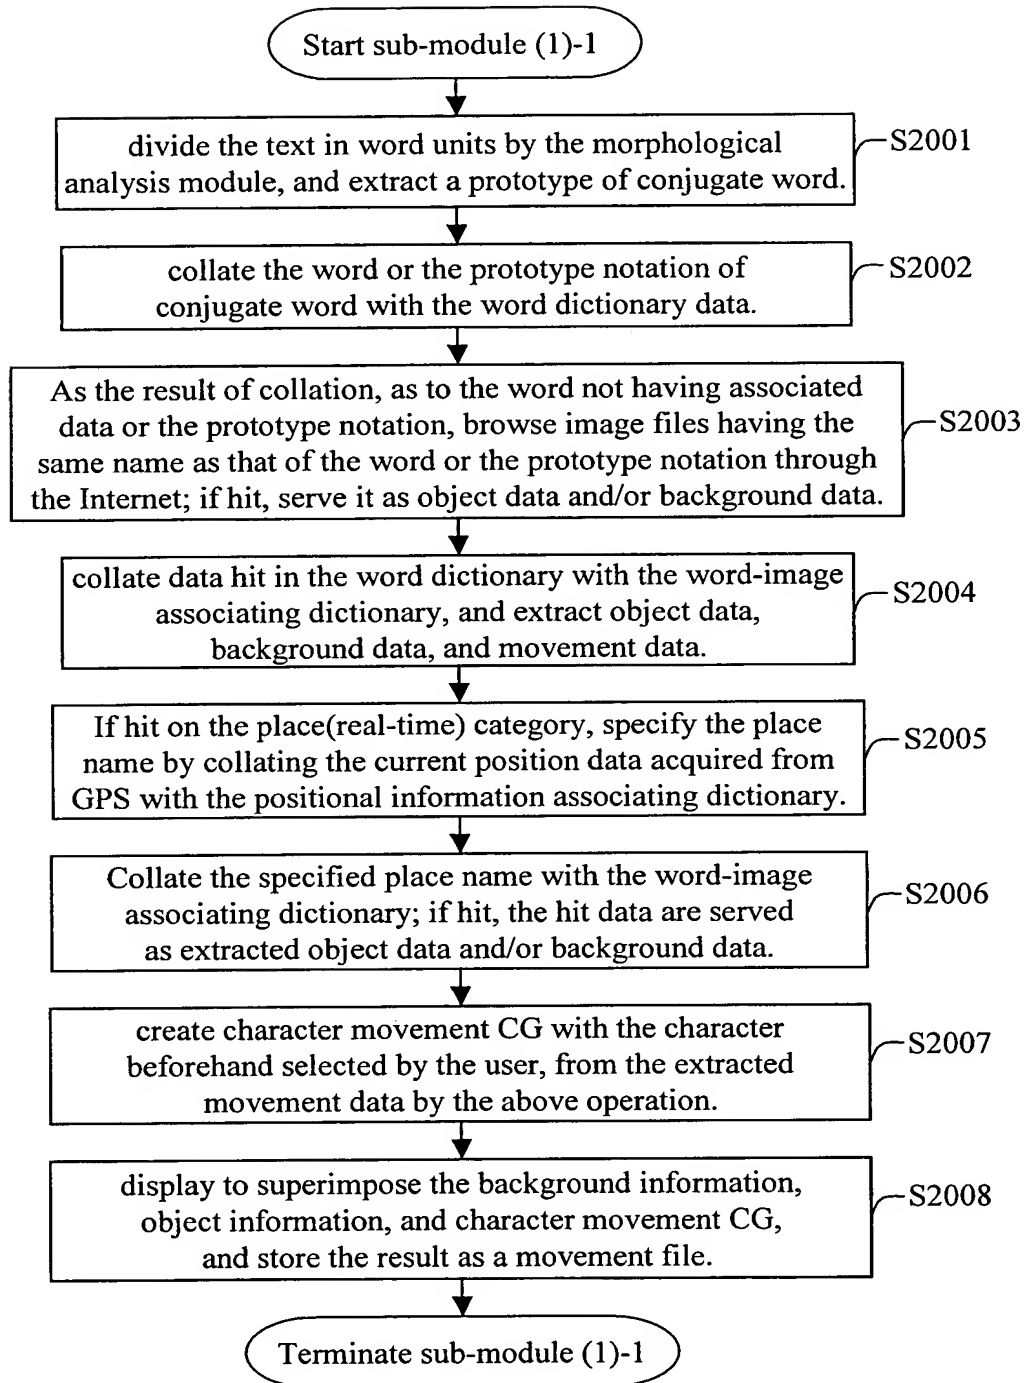 Start sub-module (1)-1
divide the text in word units by the morphological
analysis module, and extract a prototype of conjugate word.
S2001
collate the word or the prototype notation of
conjugate word with the word dictionary data.
S2002
As the result of collation, as to the word not having associated
data or the prototype notation, browse image files having the
same name as that of the word or the prototype notation through
the Internet; if hit, serve it as object data and/or background data.
S2003
collate data hit in the word dictionary with the word-image
associating dictionary, and extract object data,
background data, and movement data.
S2004
If hit on the place(real-time) category, specify the place
name by collating the current position data acquired from
GPS with the positional information associating dictionary.
S2005
Collate the specified place name with the word-image
associating dictionary; if hit, the hit data are served
as extracted object data and/or background data.
S2006
create character movement CG with the character
beforehand selected by the user, from the extracted
movement data by the above operation.
S2007
display to superimpose the background information,
object information, and character movement CG,
and store the result as a movement file.
S2008
Terminate sub-module (1)-1